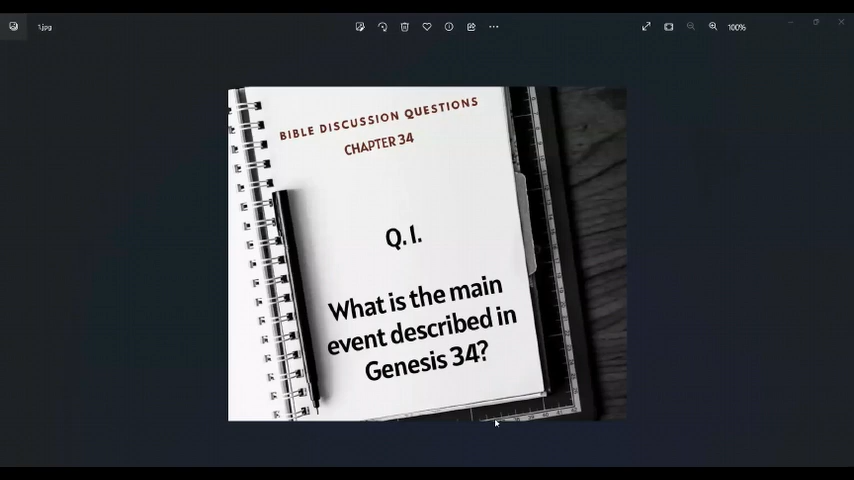 1.jpg
100%
BIBLE DISCUSSION QUESTIONS
CHAPTER 34
Q. 1.
What is the main
event described in
Genesis 34?